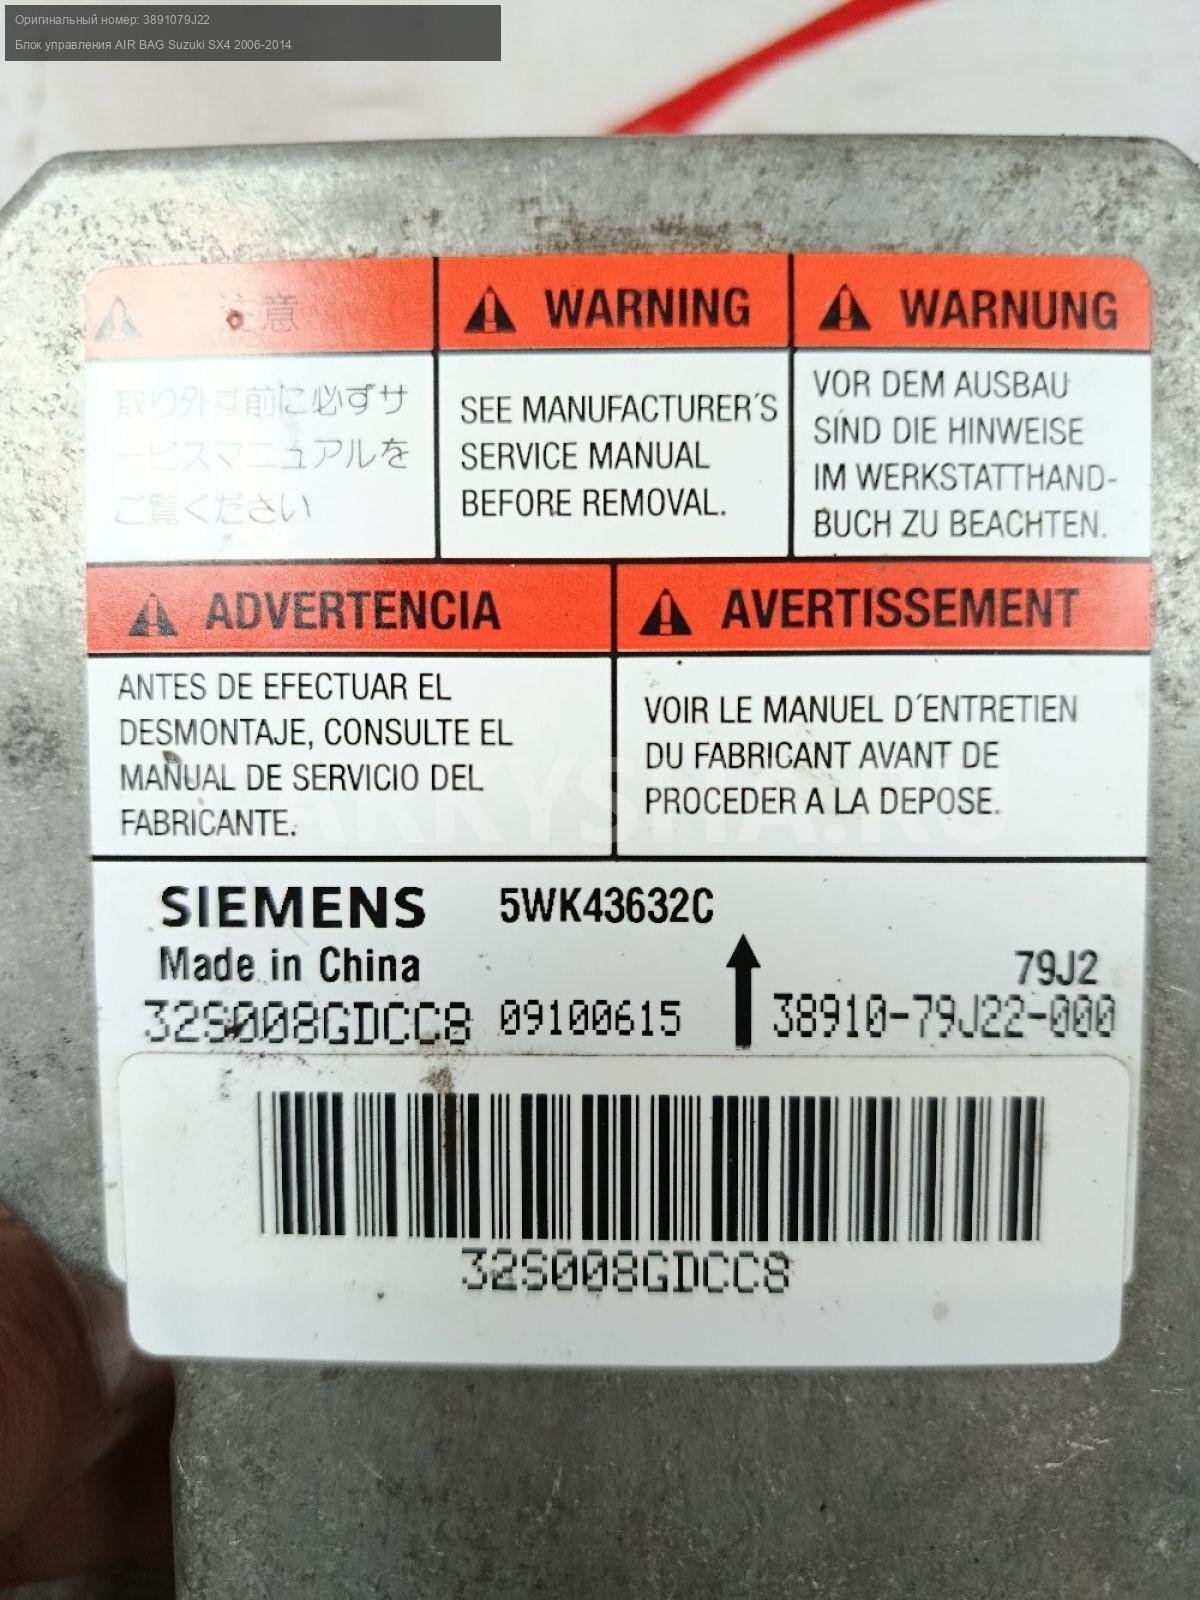 Оригинальный номер: 3891079J22
Блок управления AIR BAG Suzuki SX4 2006-2014
注意
取り外す前に必ずサ
ービスマニュアルを
ご覧ください
WARNING
SEE MANUFACTURER´S
SERVICE MANUAL
BEFORE REMOVAL.
WARNUNG
VOR DEM AUSBAU
SIND DIE HINWEISE
IM WERKSTATTHAND-
BUCH ZU BEACHTEN.
ADVERTENCIA
ANTES DE EFECTUAR EL
DESMONTAJE, CONSULTE EL
MANUAL DE SERVICIO DEL
FABRICANTE.
AVERTISSEMENT
VOIR LE MANUEL D´ENTRETIEN
DU FABRICANT AVANT DE
PROCEDER A LA DEPOSE.
SIEMENS 5WK43632C
Made in China 79J2
32S008GDCC8 09100615 38910-79J22-000
32S008GDCC8